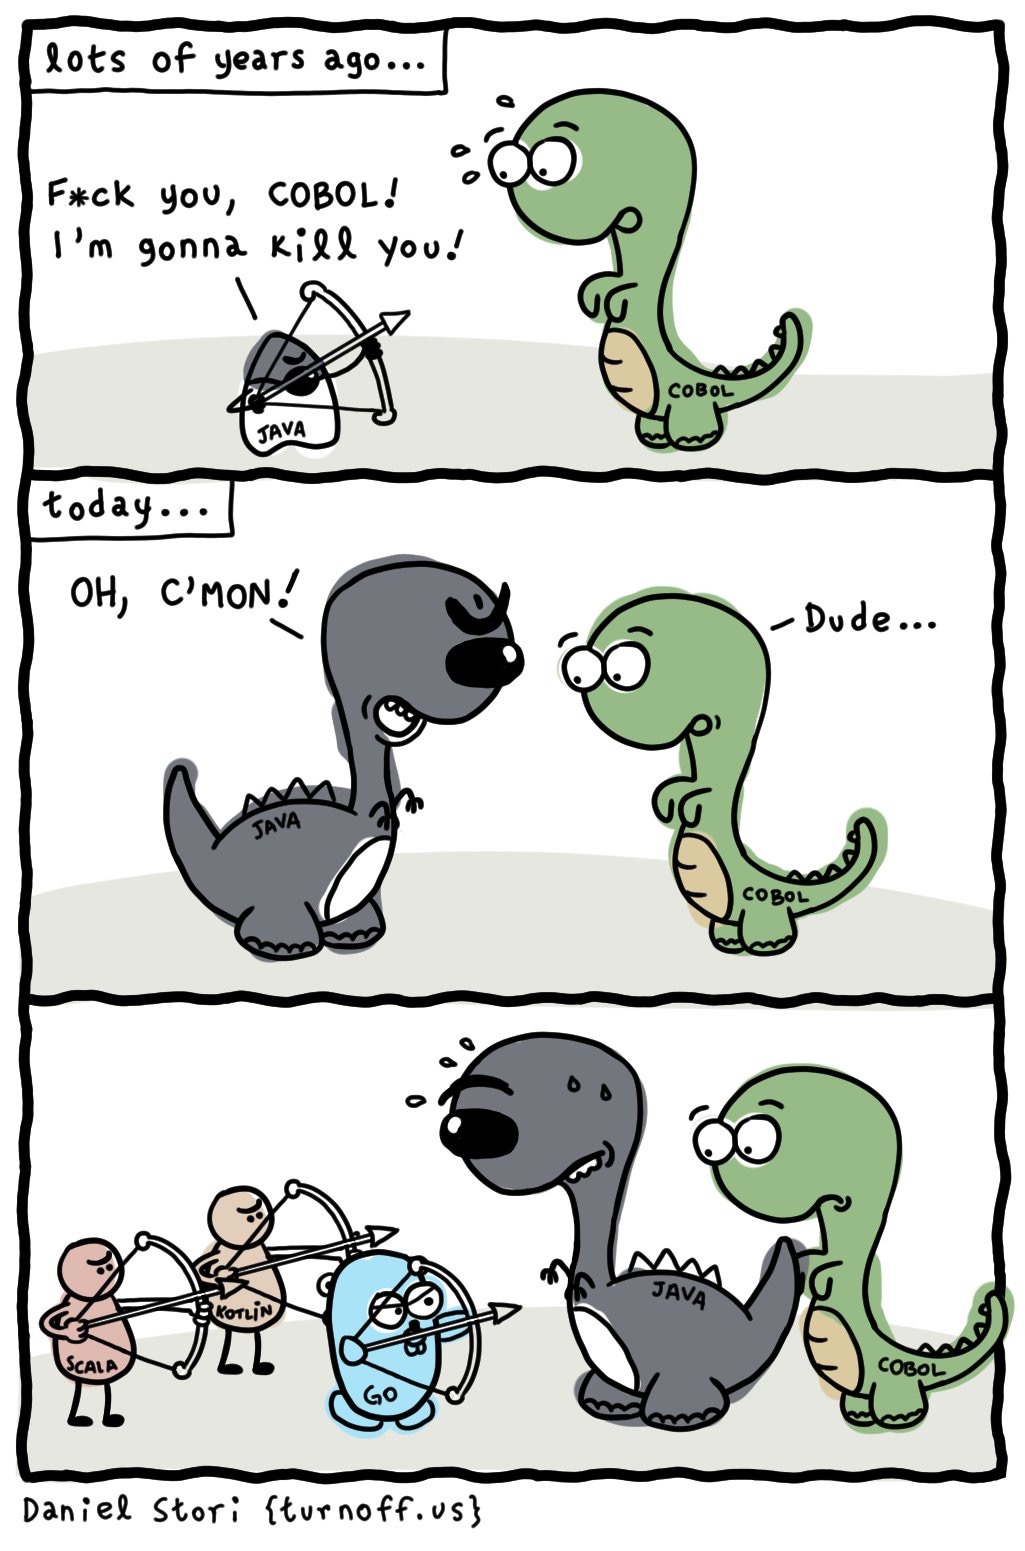 lots of years ago...
F*ck you, COBOL!
I'm gonna kill you!
JAVA
COBOL
today...
OH, C'MON!
Dude...
JAVA
COBOL
SCALA
KOTLIN
GO
JAVA
COBOL
Daniel Stori {turnoff.us}